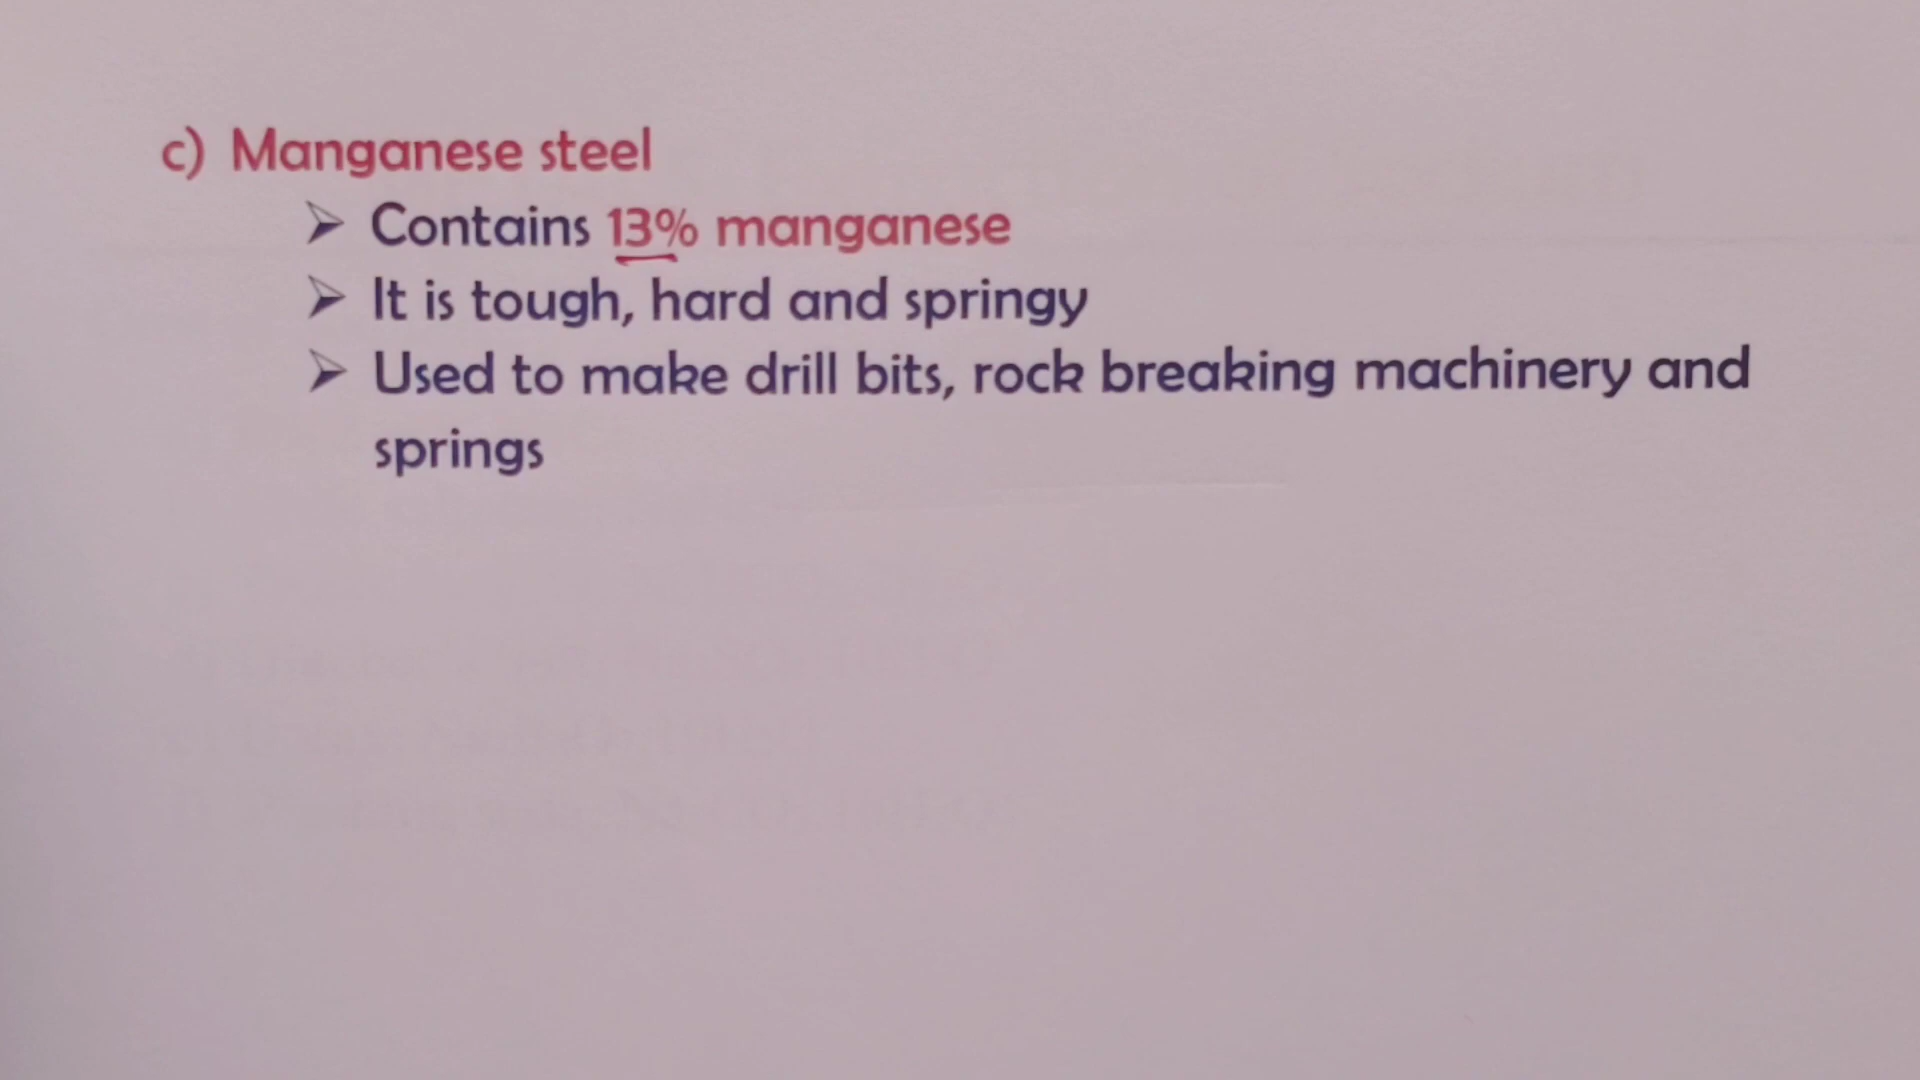 c) Manganese steel
➢ Contains 13% manganese
➢ It is tough, hard and springy
➢ Used to make drill bits, rock breaking machinery and
springs